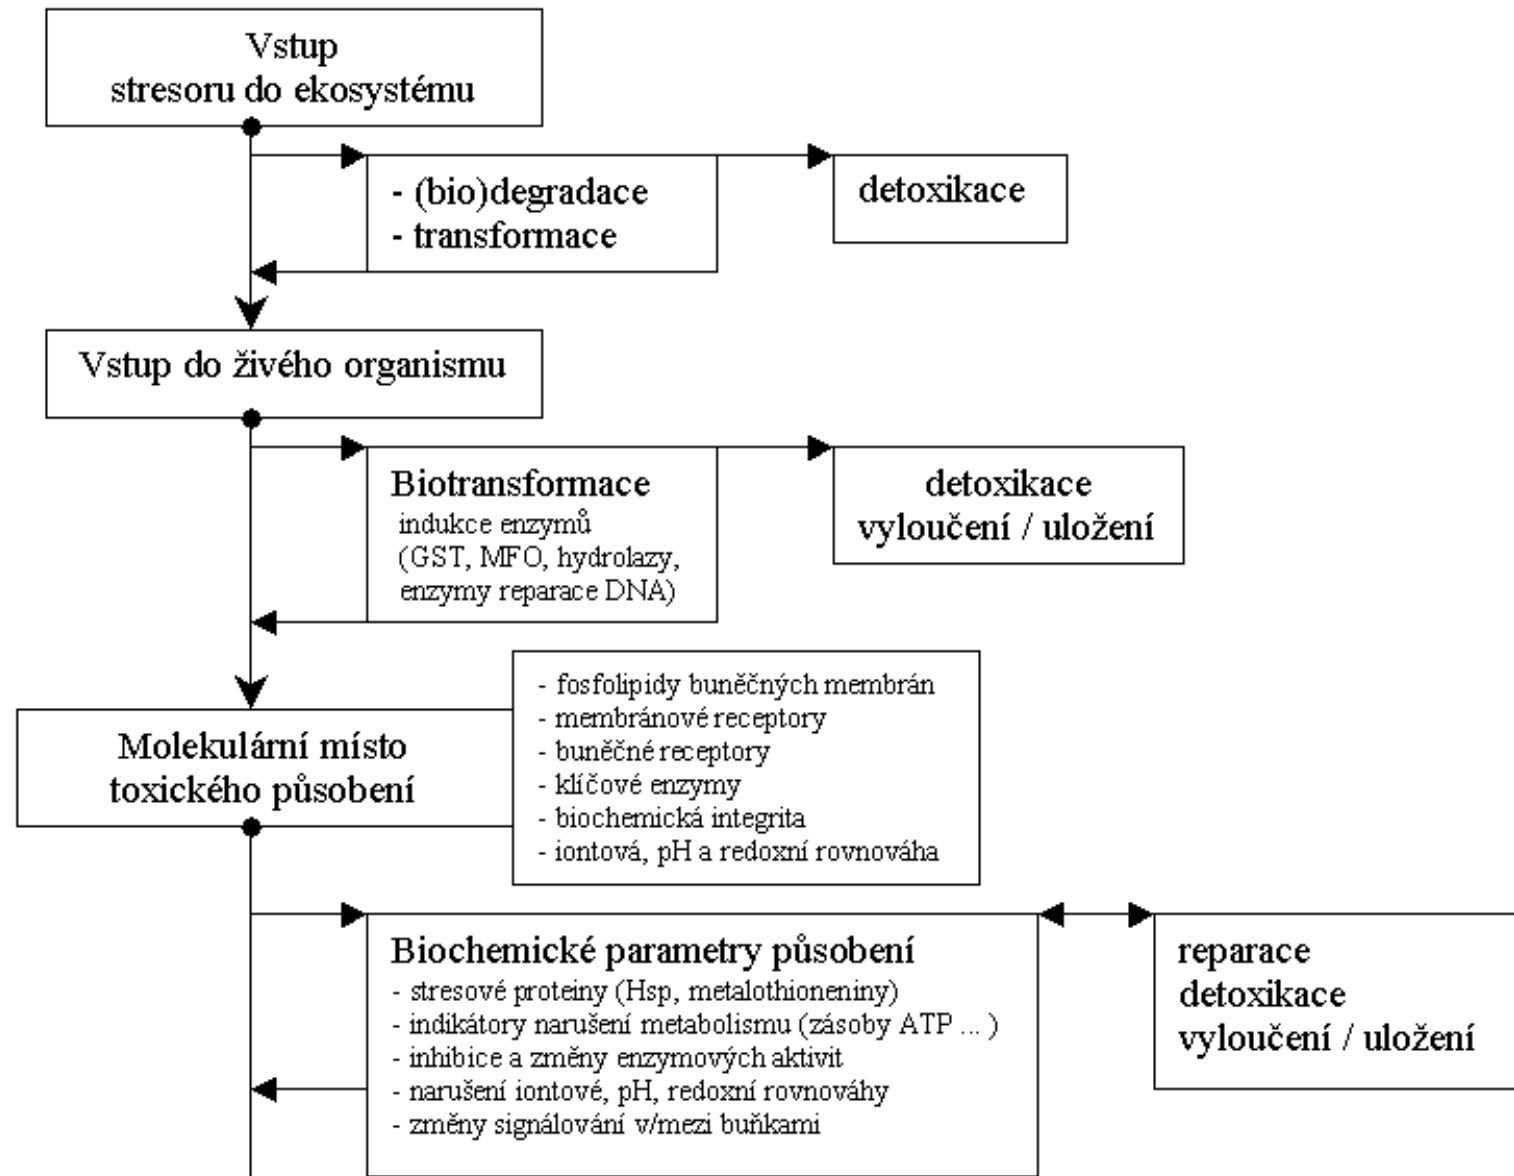 Vstup
stresoru do ekosystému
- (bio)degradace
- transformace
detoxikace
Vstup do živého organismu
Biotransformace
indukce enzymů
(GST, MFO, hydrolazy,
enzymy reparace DNA)
detoxikace
vyloučení / uložení
Molekulární místo
toxického působení
- fosfolipidy buněčných membrán
- membránové receptory
- buněčné receptory
- klíčové enzymy
- biochemická integrita
- iontová, pH a redoxní rovnováha
Biochemické parametry působení
- stresové proteiny (Hsp, metalothioneniny)
- indikátory narušení metabolismu (zásoby ATP ... )
- inhibice a změny enzymových aktivit
- narušení iontové, pH, redoxní rovnováhy
- změny signálování v/mezi buňkami
reparace
detoxikace
vyloučení / uložení